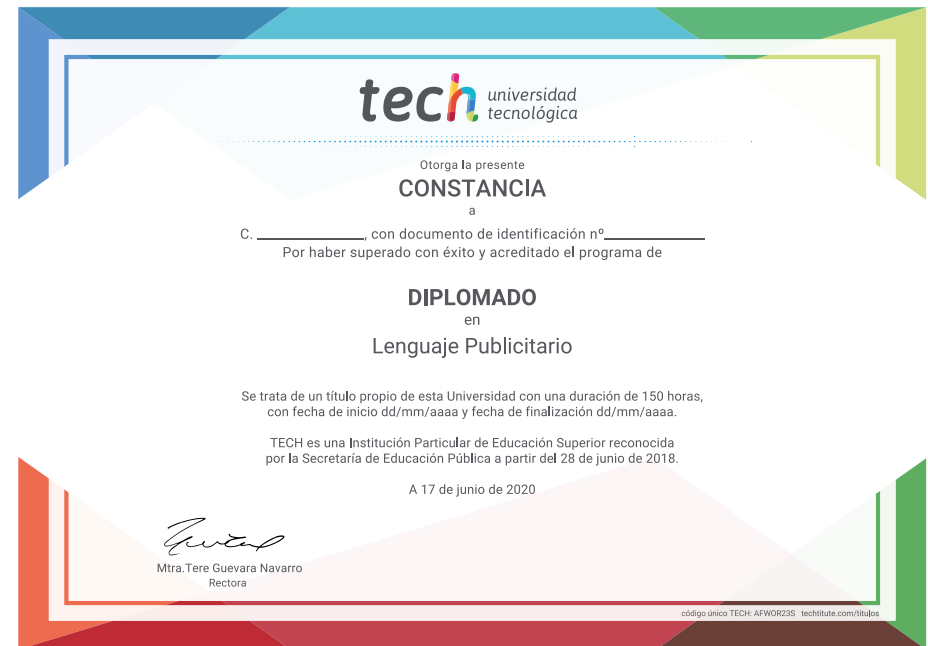 tech universidad
tecnológica
Otorga la presente
CONSTANCIA
a
C. ______________, con documento de identificación nº_____________
Por haber superado con éxito y acreditado el programa de
DIPLOMADO
en
Lenguaje Publicitario
Se trata de un título propio de esta Universidad con una duración de 150 horas,
con fecha de inicio dd/mm/aaaa y fecha de finalización dd/mm/aaaa.
TECH es una Institución Particular de Educación Superior reconocida
por la Secretaría de Educación Pública a partir del 28 de junio de 2018.
A 17 de junio de 2020
Mtra.Tere Guevara Navarro
Rectora
código único TECH: AFWOR23S techtitute.com/titulos